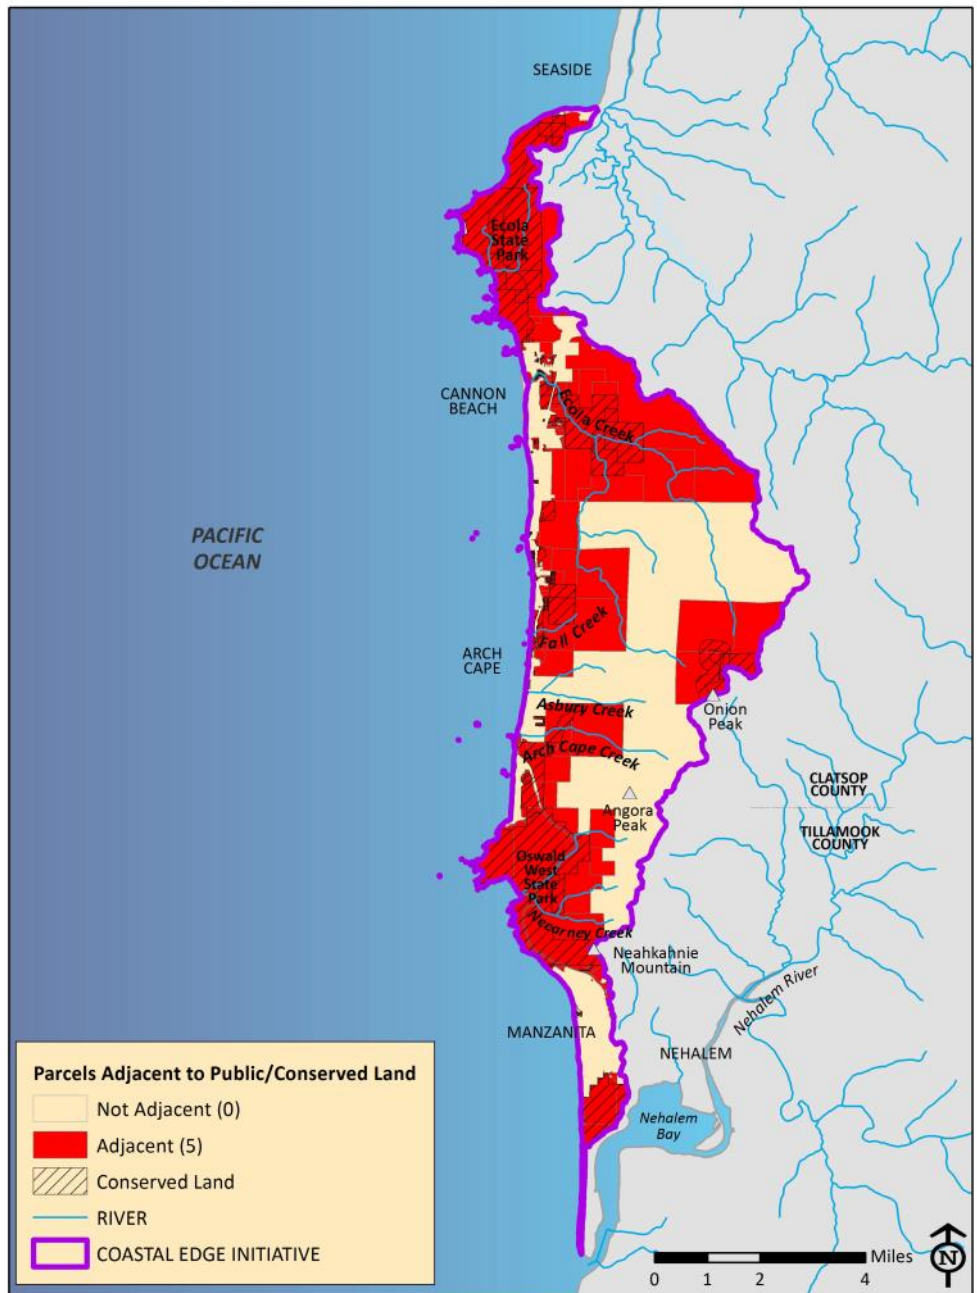 SEASIDE
Ecola
State
Park
CANNON
BEACH
Ecola Creek
PACIFIC
OCEAN
Fall Creek
ARCH
CAPE
Asbury Creek
Onion
Peak
Arch Cape Creek
CLATSOP
COUNTY
Angora
Peak
TILLAMOOK
COUNTY
Oswald
West
State
Park
Necarney Creek
Neahkahnie
Mountain
Nehalem River
MANZANITA
NEHALEM
Nehalem
Bay
Parcels Adjacent to Public/Conserved Land
Not Adjacent (0)
Adjacent (5)
Conserved Land
RIVER
COASTAL EDGE INITIATIVE
Miles
0 1 2 4
N